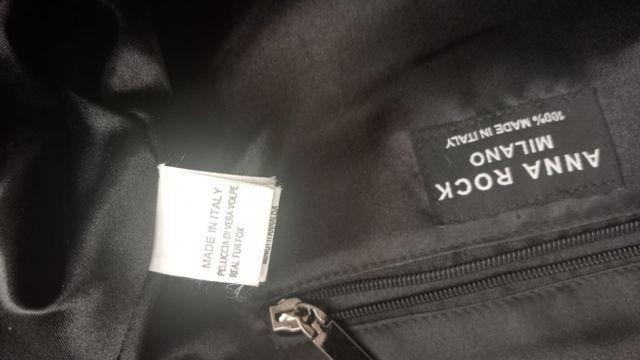 ANNA ROCK
MILANO
100% MADE IN ITALY
MADE IN ITALY
PELLICCIA DI VERA VOLPE
REAL FUR FOX